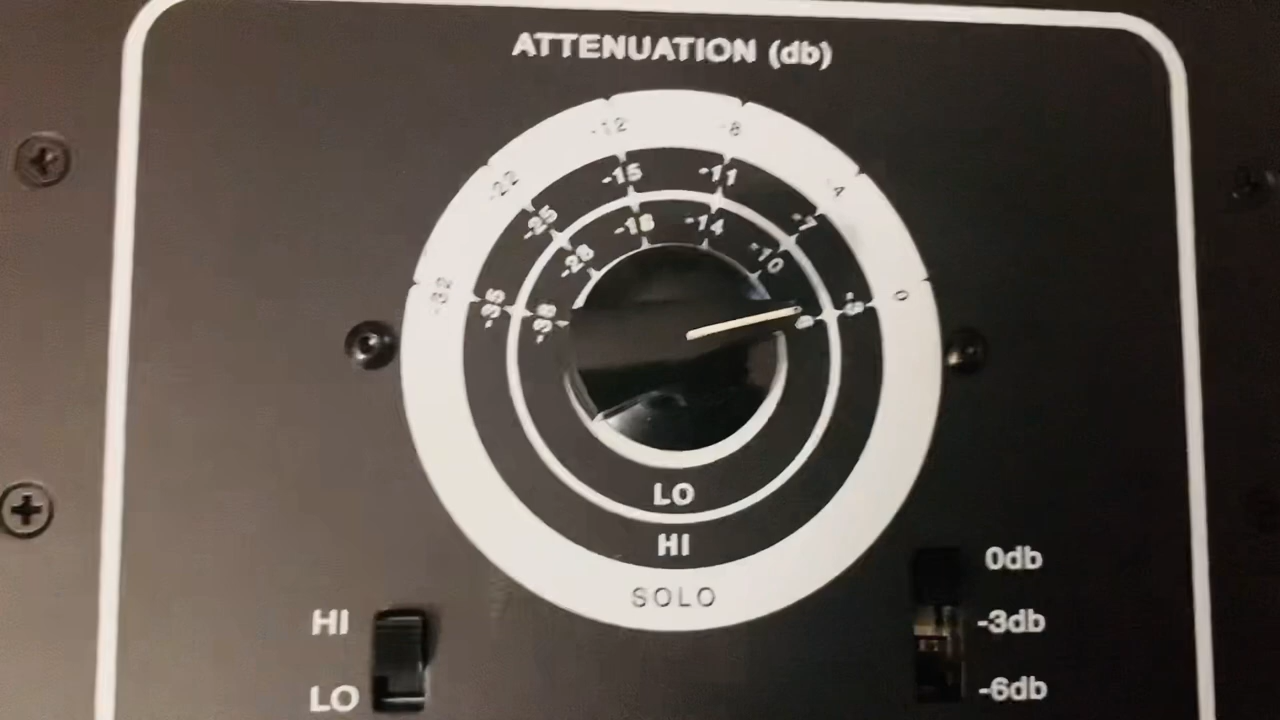 ATTENUATION (db)
-32 -22 -12 -8 -4 0
-35 -25 -15 -11 -7 -3
-38 -28 -18 -14 -10
LO
HI
SOLO
HI
LO
0db
-3db
-6db